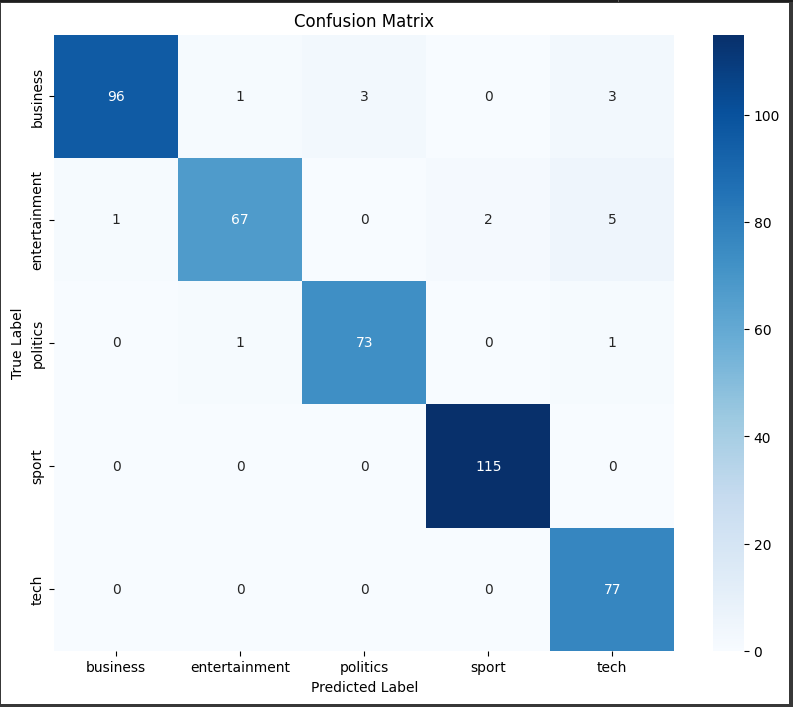 Confusion Matrix
True Label
business
96 1 3 0 3
entertainment
1 67 0 2 5
politics
0 1 73 0 1
sport
0 0 0 115 0
tech
0 0 0 0 77
business entertainment politics sport tech
Predicted Label
100
80
60
40
20
0